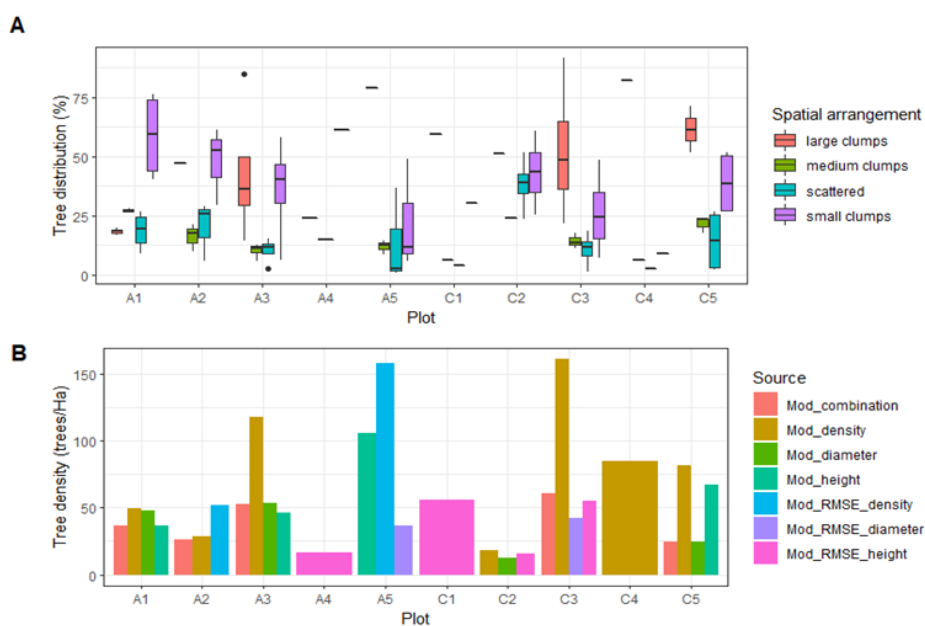 A
Tree distribution (%)
75
50
25
0
A1 A2 A3 A4 A5 C1 C2 C3 C4 C5
Plot
Spatial arrangement
large clumps
medium clumps
scattered
small clumps
B
Tree density (trees/Ha)
150
100
50
0
A1 A2 A3 A4 A5 C1 C2 C3 C4 C5
Plot
Source
Mod_combination
Mod_density
Mod_diameter
Mod_height
Mod_RMSE_density
Mod_RMSE_diameter
Mod_RMSE_height